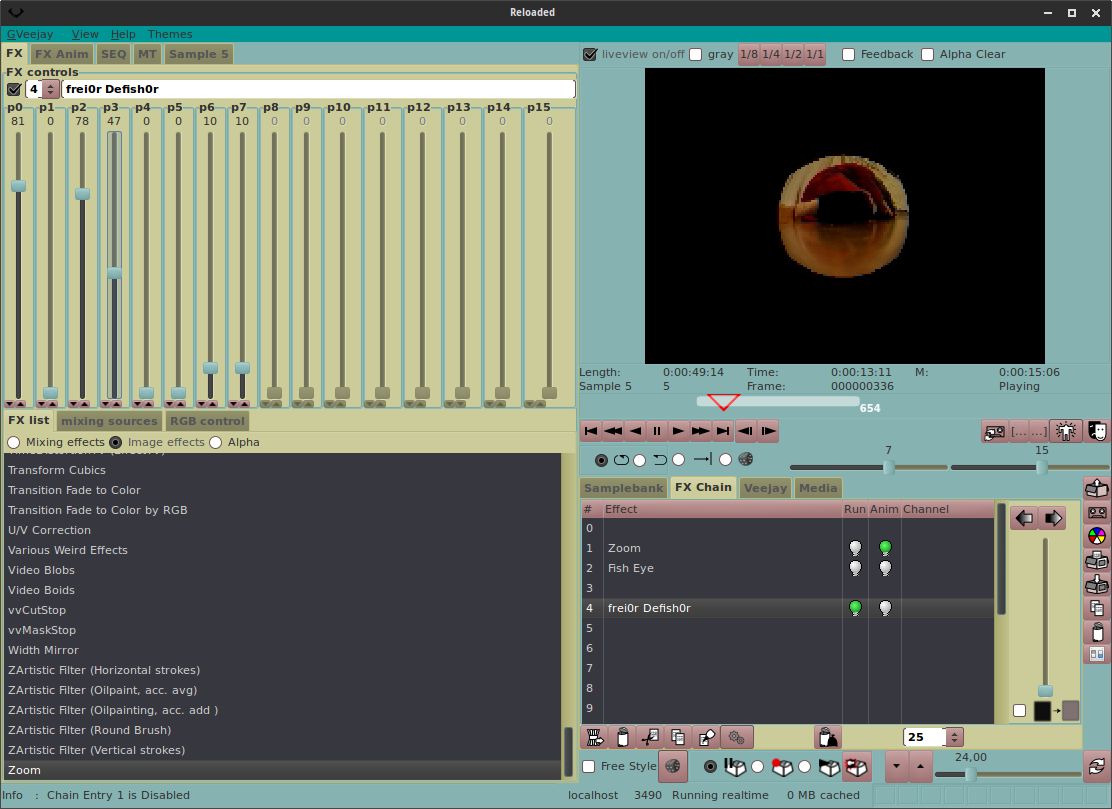 Reloaded
GVeejay View Help Themes
FX FX Anim SEQ MT Sample 5
FX controls
4 frei0r Defish0r
p0 p1 p2 p3 p4 p5 p6 p7 p8 p9 p10 p11 p12 p13 p14 p15
81 0 78 47 0 0 10 10 0 0 0 0 0 0 0 0
FX list mixing sources RGB control
Mixing effects Image effects Alpha
Transform Cubics
Transition Fade to Color
Transition Fade to Color by RGB
U/V Correction
Various Weird Effects
Video Blobs
Video Boids
vvCutStop
vvMaskStop
Width Mirror
ZArtistic Filter (Horizontal strokes)
ZArtistic Filter (Oilpaint, acc. avg)
ZArtistic Filter (Oilpainting, acc. add )
ZArtistic Filter (Round Brush)
ZArtistic Filter (Vertical strokes)
Zoom
liveview on/off gray 1/8 1/4 1/2 1/1 Feedback Alpha Clear
Length: 0:00:49:14 Time: 0:00:13:11 M: 0:00:15:06
Sample 5 5 Frame: 000000336 Playing
654
[... ...]
7 15
Samplebank FX Chain Veejay Media
# Effect Run Anim Channel
0
1 Zoom
2 Fish Eye
3
4 frei0r Defish0r
5
6
7
8
9
25
Free Style 24,00
Info : Chain Entry 1 is Disabled localhost 3490 Running realtime 0 MB cached